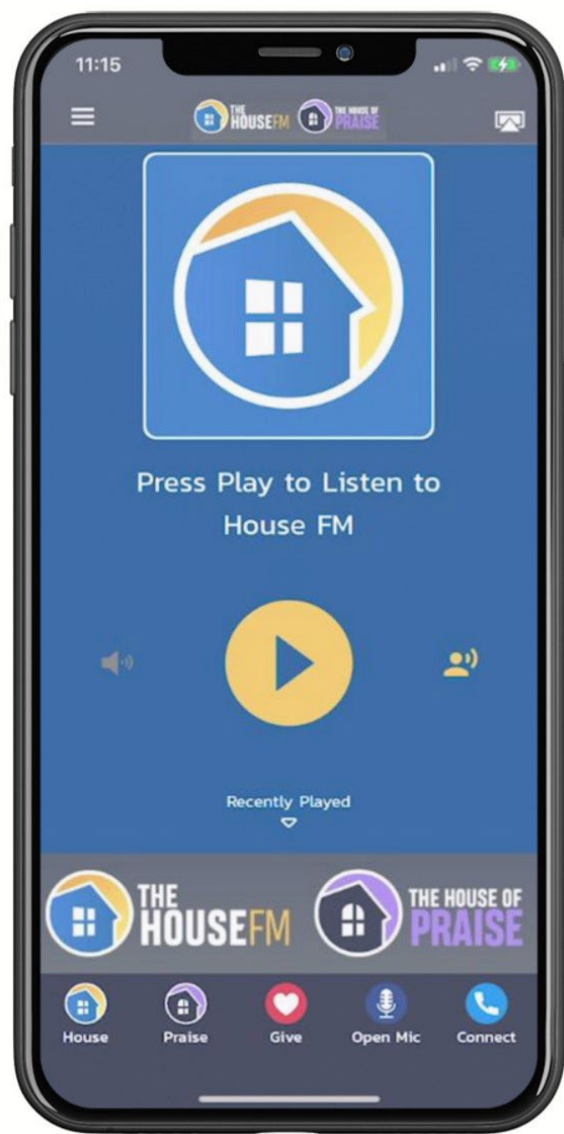 11:15
THE
HOUSEFM
THE HOUSE OF
PRAISE
Press Play to Listen to
House FM
Recently Played
THE
HOUSEFM
THE HOUSE OF
PRAISE
House
Praise
Give
Open Mic
Connect